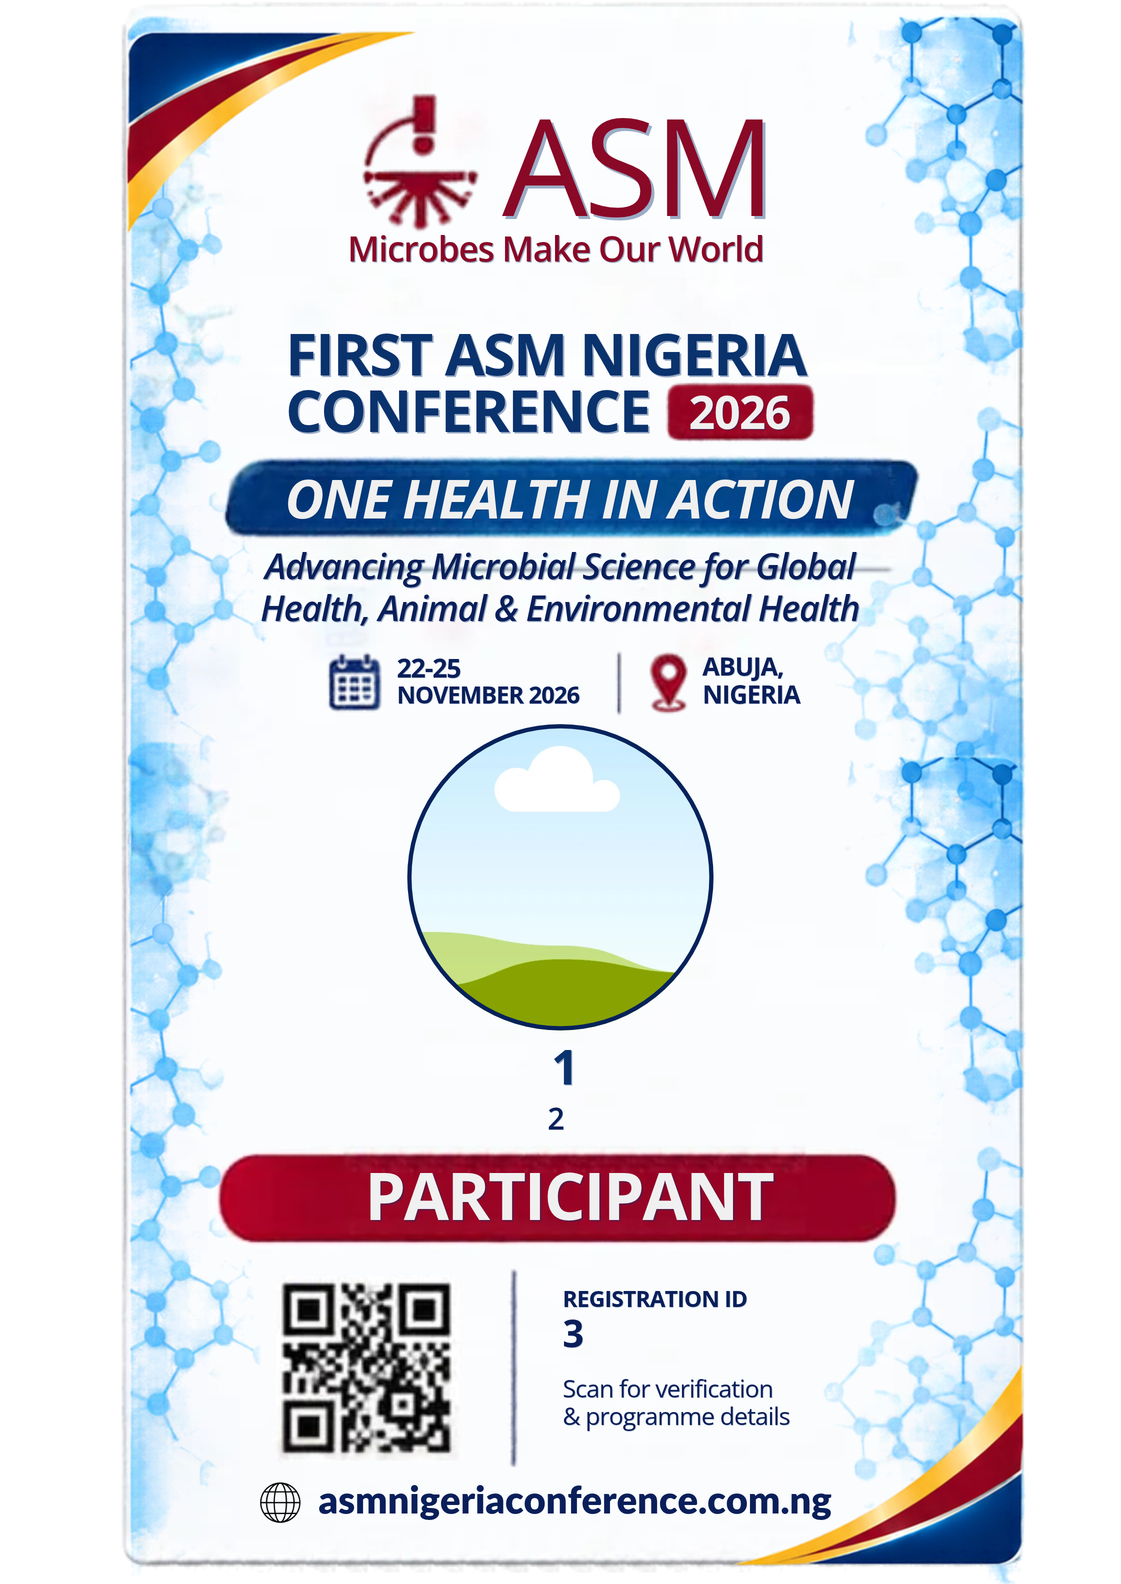 ASM
Microbes Make Our World
FIRST ASM NIGERIA
CONFERENCE 2026
ONE HEALTH IN ACTION
Advancing Microbial Science for Global
Health, Animal & Environmental Health
22-25
NOVEMBER 2026
ABUJA,
NIGERIA
1
2
PARTICIPANT
REGISTRATION ID
3
Scan for verification
& programme details
asmnigeriaconference.com.ng